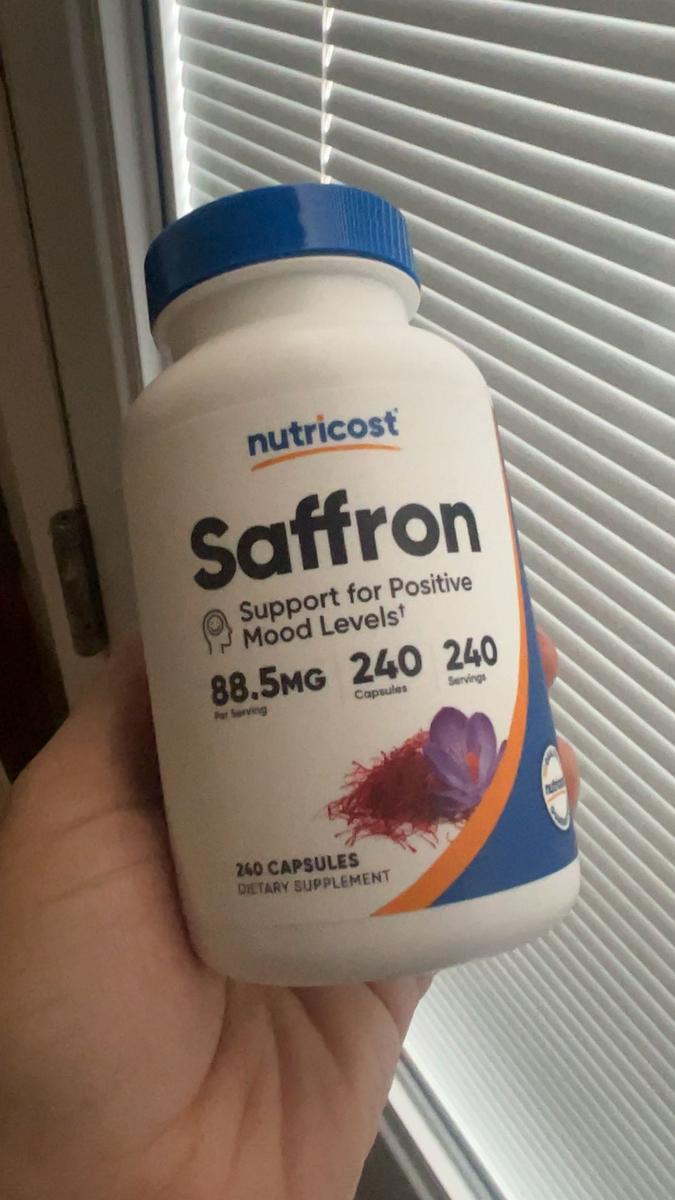 nutricost
Saffron
Support for Positive
Mood Levels†
88.5MG 240 240
Per Serving Capsules Servings
240 CAPSULES
DIETARY SUPPLEMENT